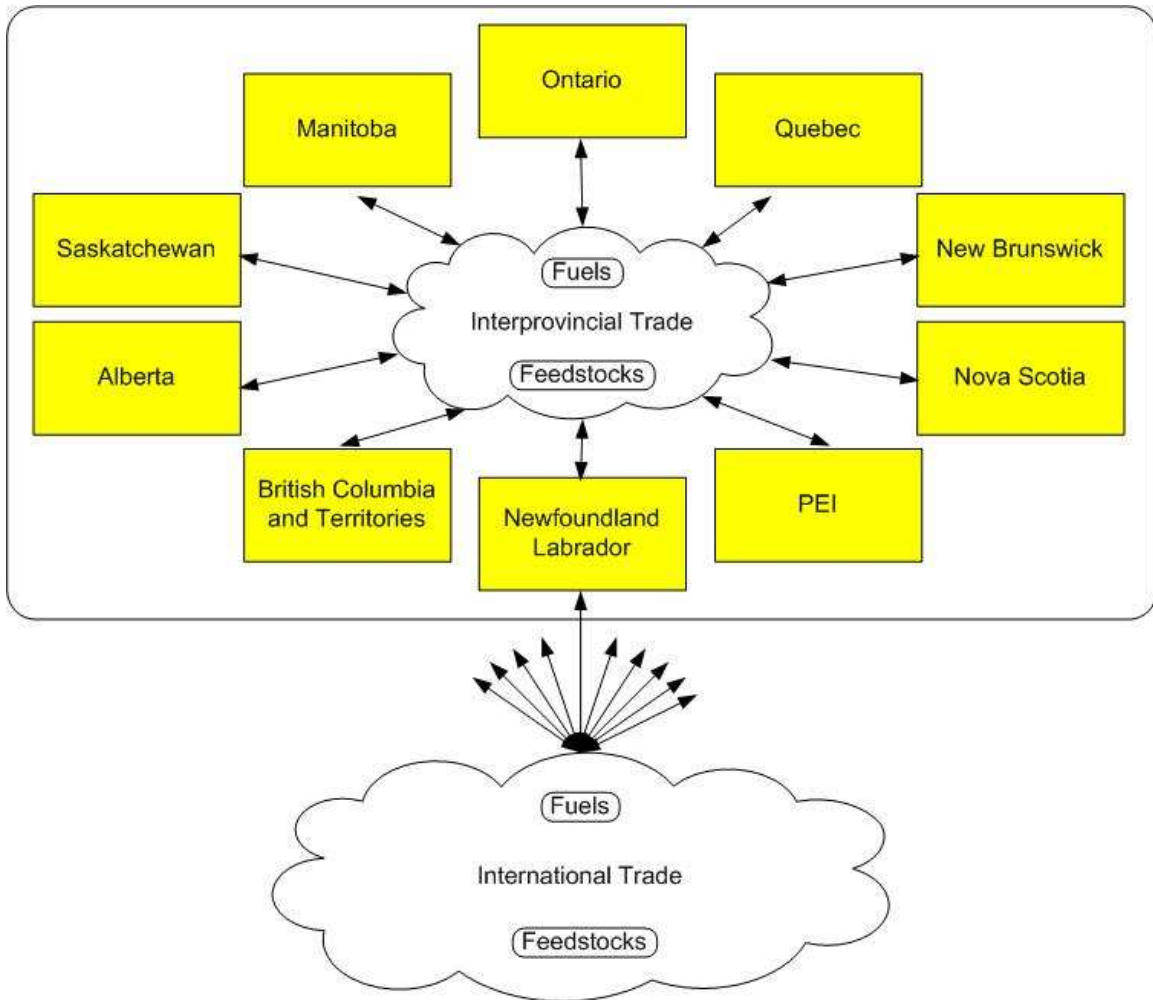 Ontario
Manitoba
Quebec
Saskatchewan
New Brunswick
Fuels
Interprovincial Trade
Feedstocks
Alberta
Nova Scotia
British Columbia
and Territories
Newfoundland
Labrador
PEI
Fuels
International Trade
Feedstocks